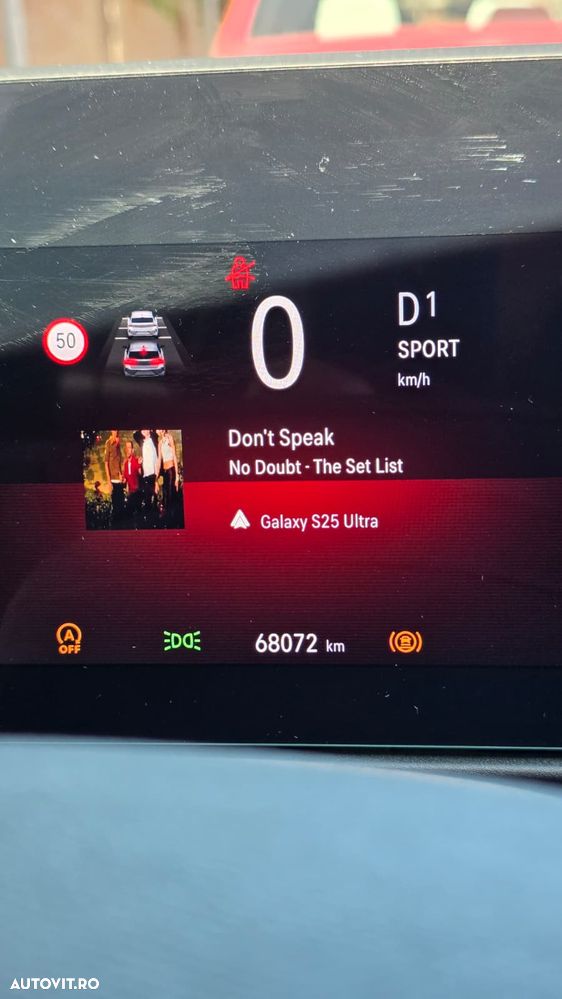 50
0
D1
SPORT
km/h
Don't Speak
No Doubt - The Set List
Galaxy S25 Ultra
A
OFF
68072 km
AUTOVIT.RO